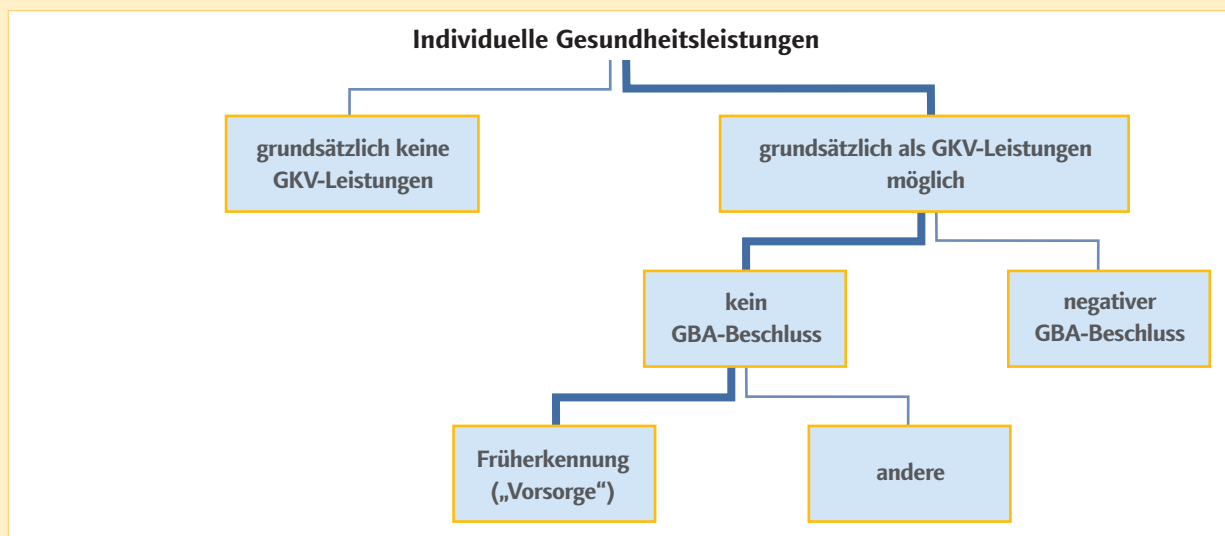 Individuelle Gesundheitsleistungen
grundsätzlich keine
GKV-Leistungen
grundsätzlich als GKV-Leistungen
möglich
kein
GBA-Beschluss
negativer
GBA-Beschluss
Früherkennung
(„Vorsorge“)
andere